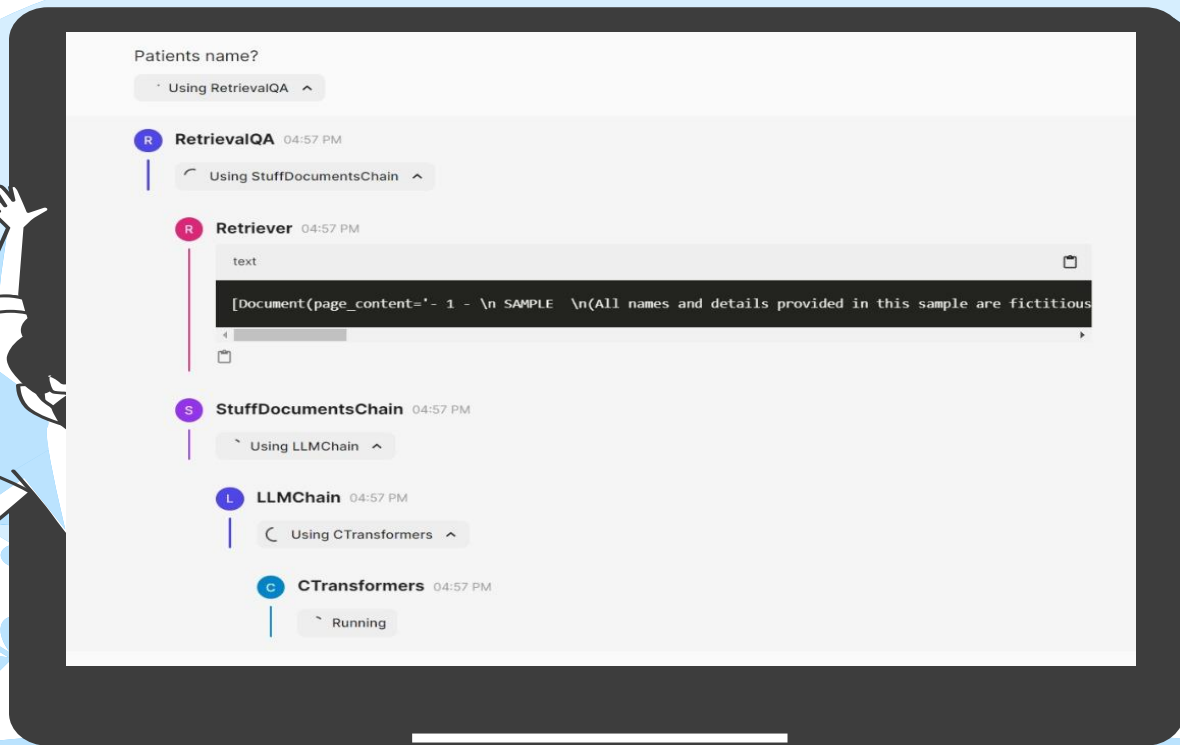 Patients name?
Using RetrievalQA
R RetrievalQA 04:57 PM
Using StuffDocumentsChain
R Retriever 04:57 PM
text
[Document(page_content='- 1 - \n SAMPLE  \n(All names and details provided in this sample are fictitious
S StuffDocumentsChain 04:57 PM
Using LLMChain
L LLMChain 04:57 PM
Using CTransformers
C CTransformers 04:57 PM
Running